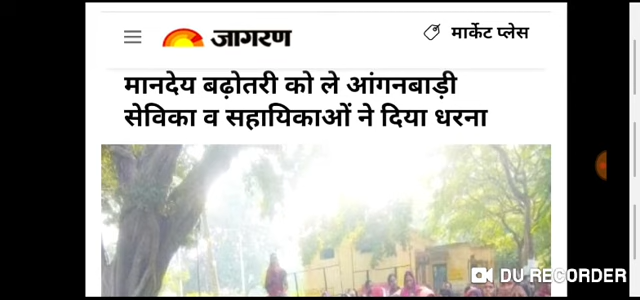 जागरण
मार्केट प्लेस
मानदेय बढ़ोतरी को ले आंगनबाड़ी
सेविका व सहायिकाओं ने दिया धरना
DU RECORDER